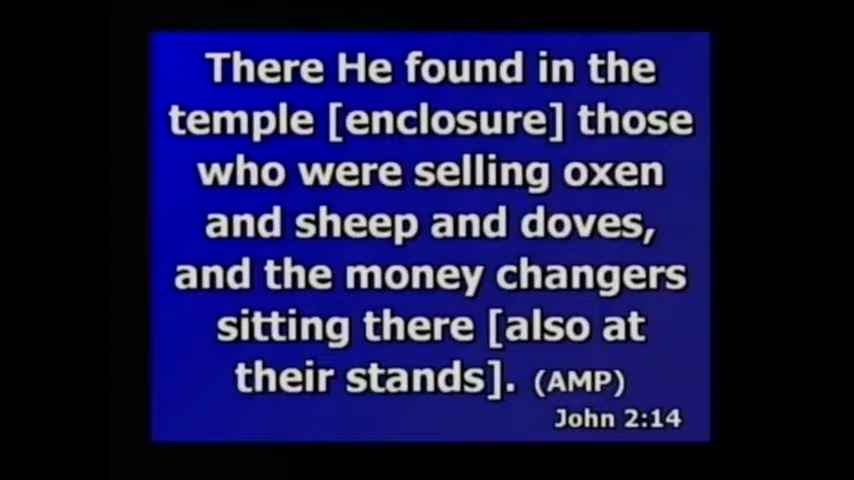 There He found in the
temple [enclosure] those
who were selling oxen
and sheep and doves,
and the money changers
sitting there [also at
their stands]. (AMP)
John 2:14